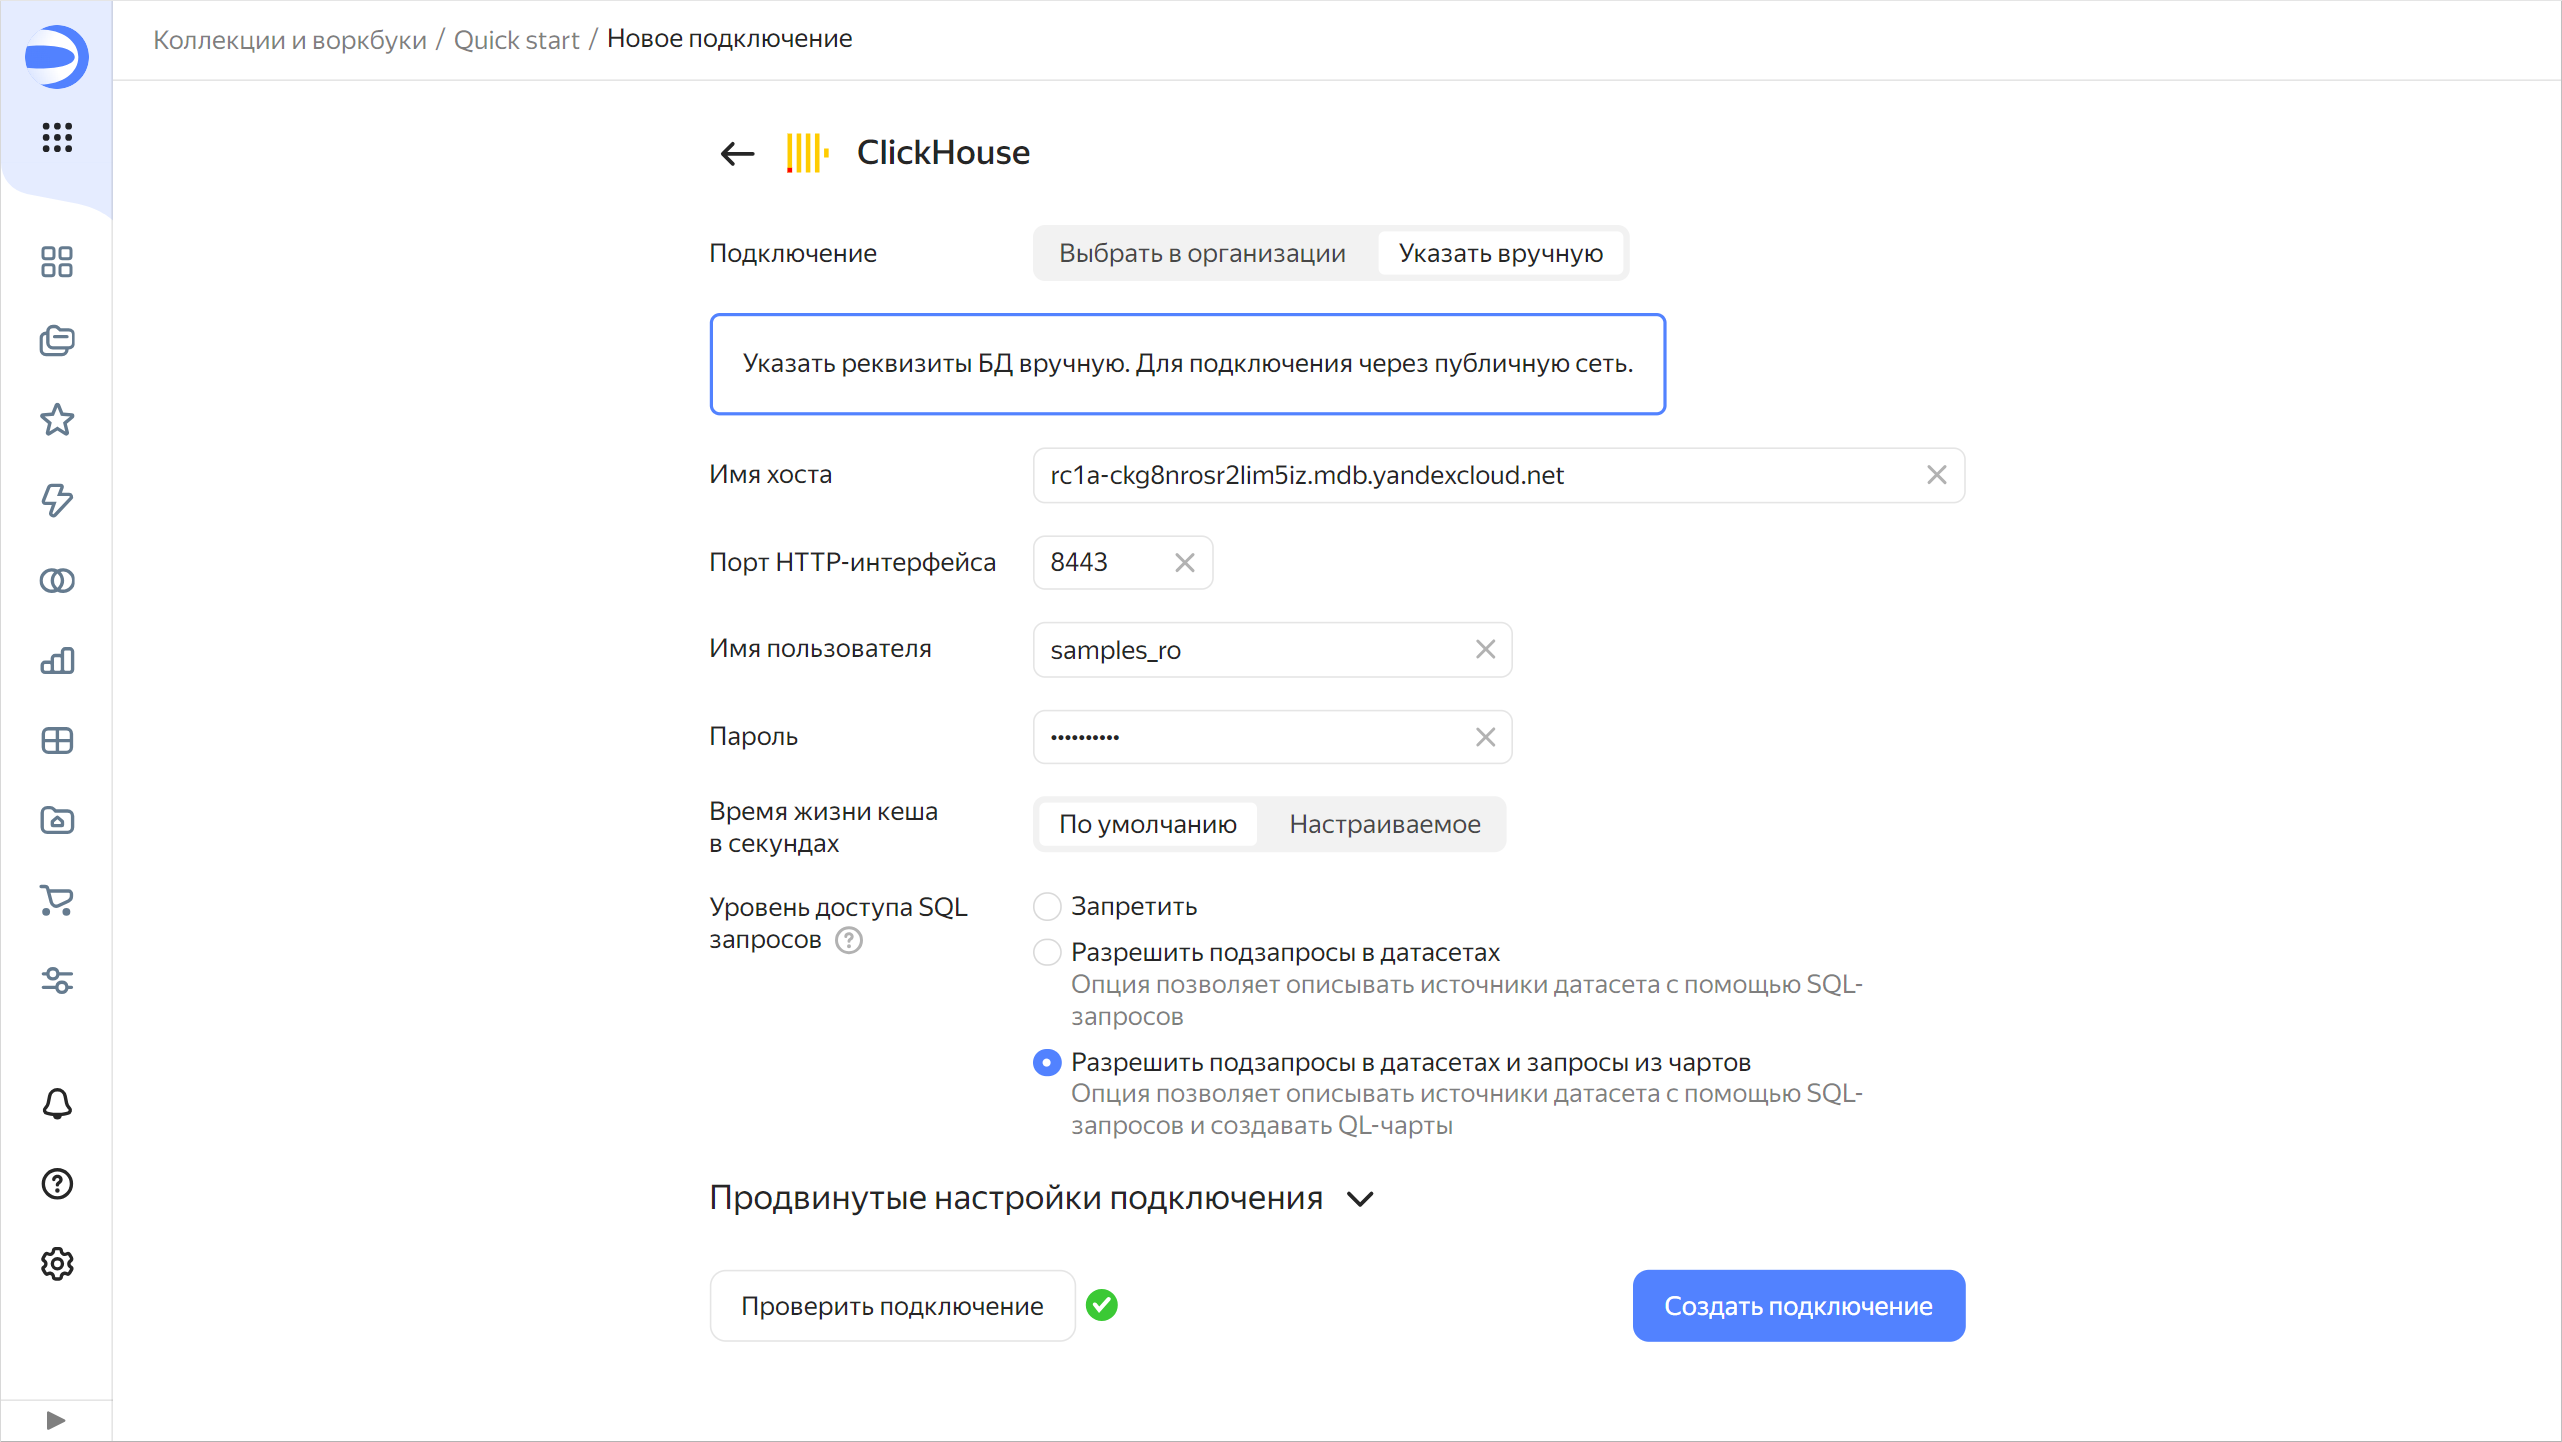 Коллекции и воркбуки / Quick start / Новое подключение
ClickHouse
Подключение
Выбрать в организации
Указать вручную
Указать реквизиты БД вручную. Для подключения через публичную сеть.
Имя хоста
rc1a-ckg8nrosr2lim5iz.mdb.yandexcloud.net
Порт HTTP-интерфейса
8443
Имя пользователя
samples_ro
Пароль
••••••••••
Время жизни кеша
в секундах
По умолчанию
Настраиваемое
Уровень доступа SQL
запросов
Запретить
Разрешить подзапросы в датасетах
Опция позволяет описывать источники датасета с помощью SQL-
запросов
Разрешить подзапросы в датасетах и запросы из чартов
Опция позволяет описывать источники датасета с помощью SQL-
запросов и создавать QL-чарты
Продвинутые настройки подключения
Проверить подключение
Создать подключение